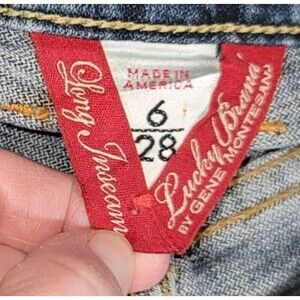 Long Inseam
MADE IN
AMERICA
6
28
Lucky Brand
BY GENE MONTESANO